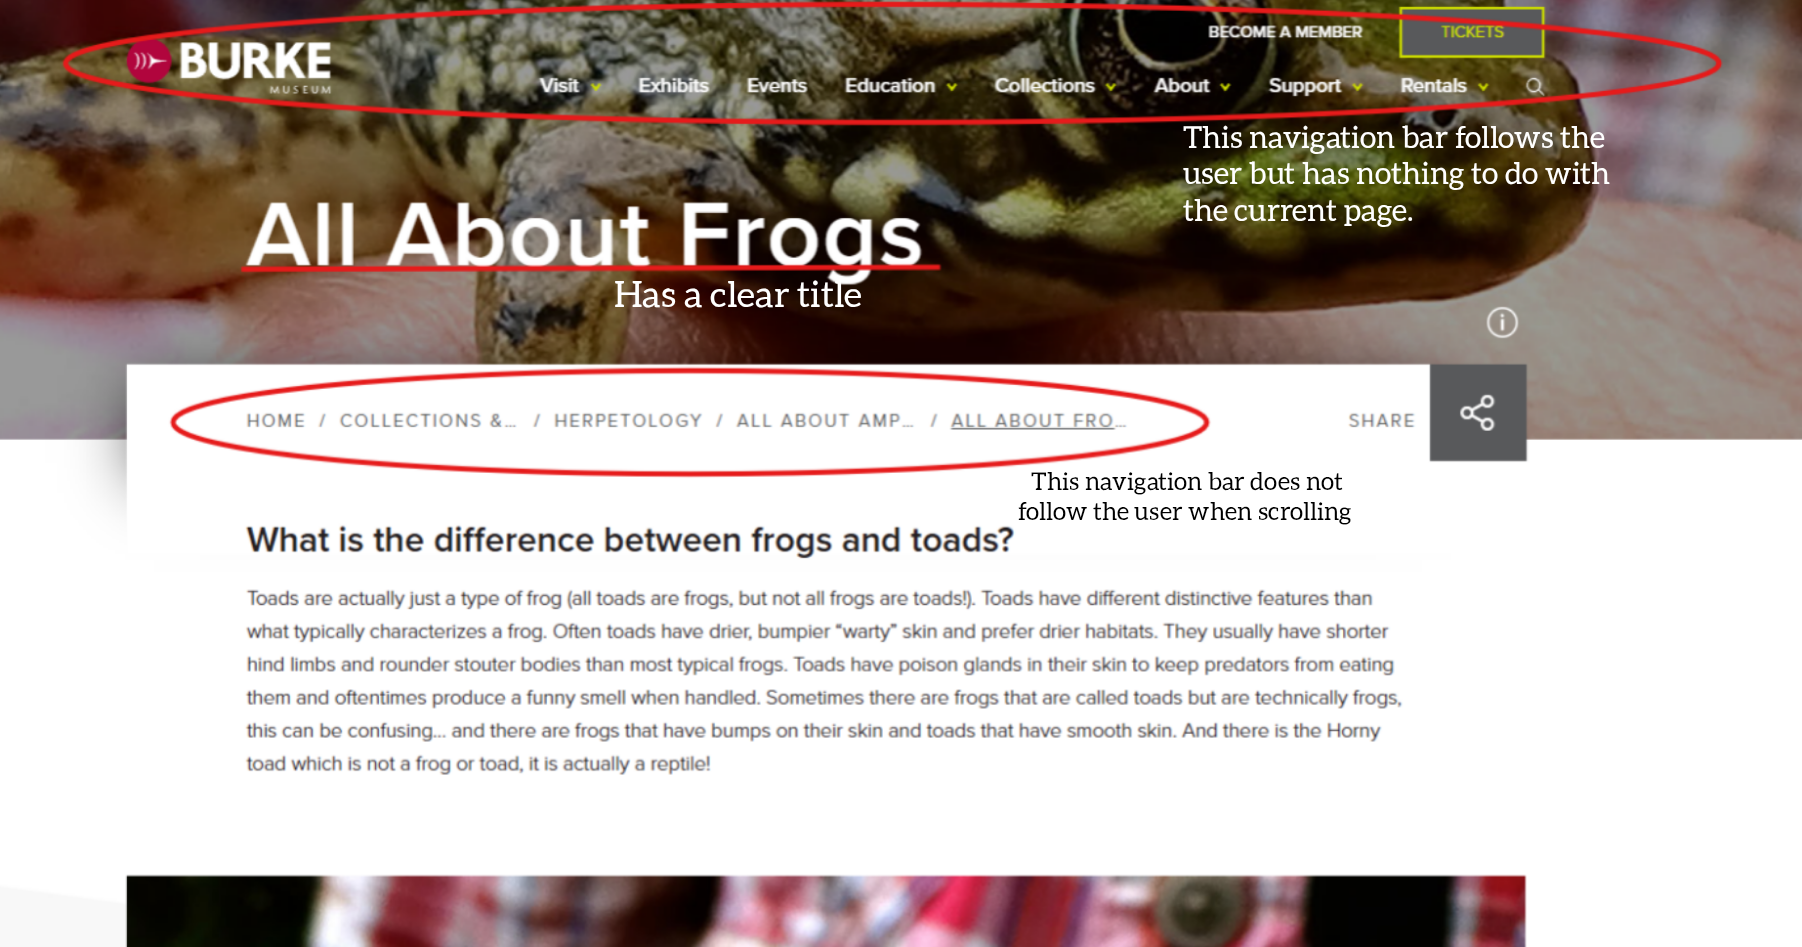 BURKE
MUSEUM
BECOME A MEMBER
TICKETS
Visit Exhibits Events Education Collections About Support Rentals
This navigation bar follows the
user but has nothing to do with
the current page.
All About Frogs
Has a clear title
HOME / COLLECTIONS &... / HERPETOLOGY / ALL ABOUT AMP... / ALL ABOUT FRO...
SHARE
This navigation bar does not
follow the user when scrolling
What is the difference between frogs and toads?
Toads are actually just a type of frog (all toads are frogs, but not all frogs are toads!). Toads have different distinctive features than
what typically characterizes a frog. Often toads have drier, bumpier “warty” skin and prefer drier habitats. They usually have shorter
hind limbs and rounder stouter bodies than most typical frogs. Toads have poison glands in their skin to keep predators from eating
them and oftentimes produce a funny smell when handled. Sometimes there are frogs that are called toads but are technically frogs,
this can be confusing... and there are frogs that have bumps on their skin and toads that have smooth skin. And there is the Horny
toad which is not a frog or toad, it is actually a reptile!